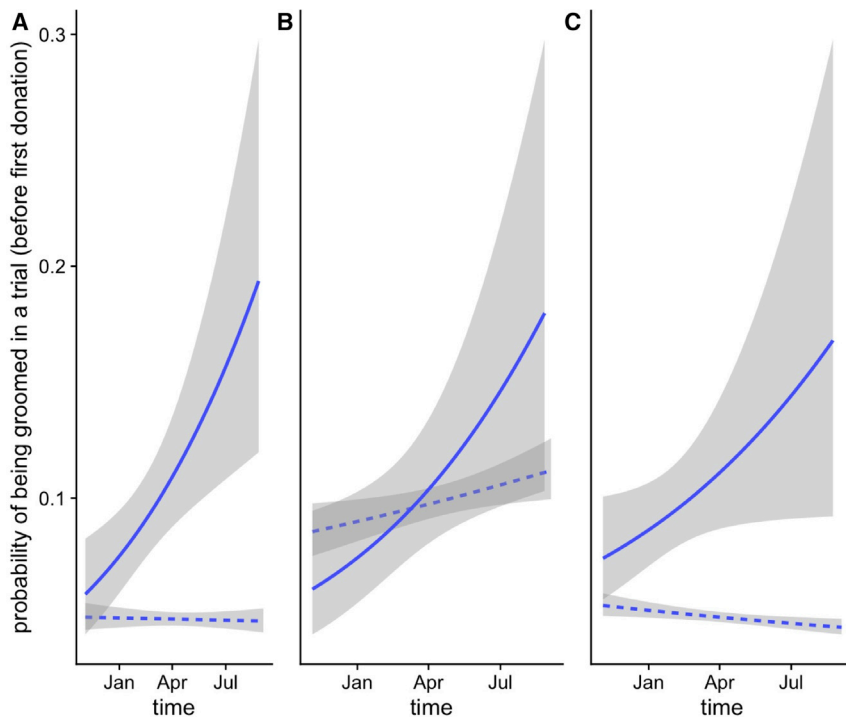 A
B
C
probability of being groomed in a trial (before first donation)
0.3
0.2
0.1
Jan Apr Jul
time
Jan Apr Jul
time
Jan Apr Jul
time